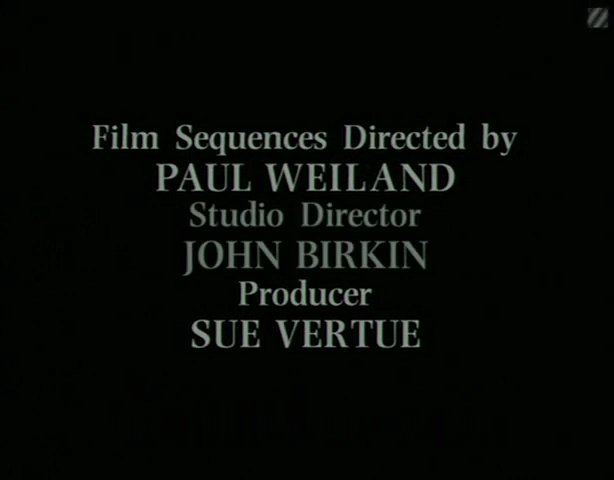 Film Sequences Directed by
PAUL WEILAND
Studio Director
JOHN BIRKIN
Producer
SUE VERTUE